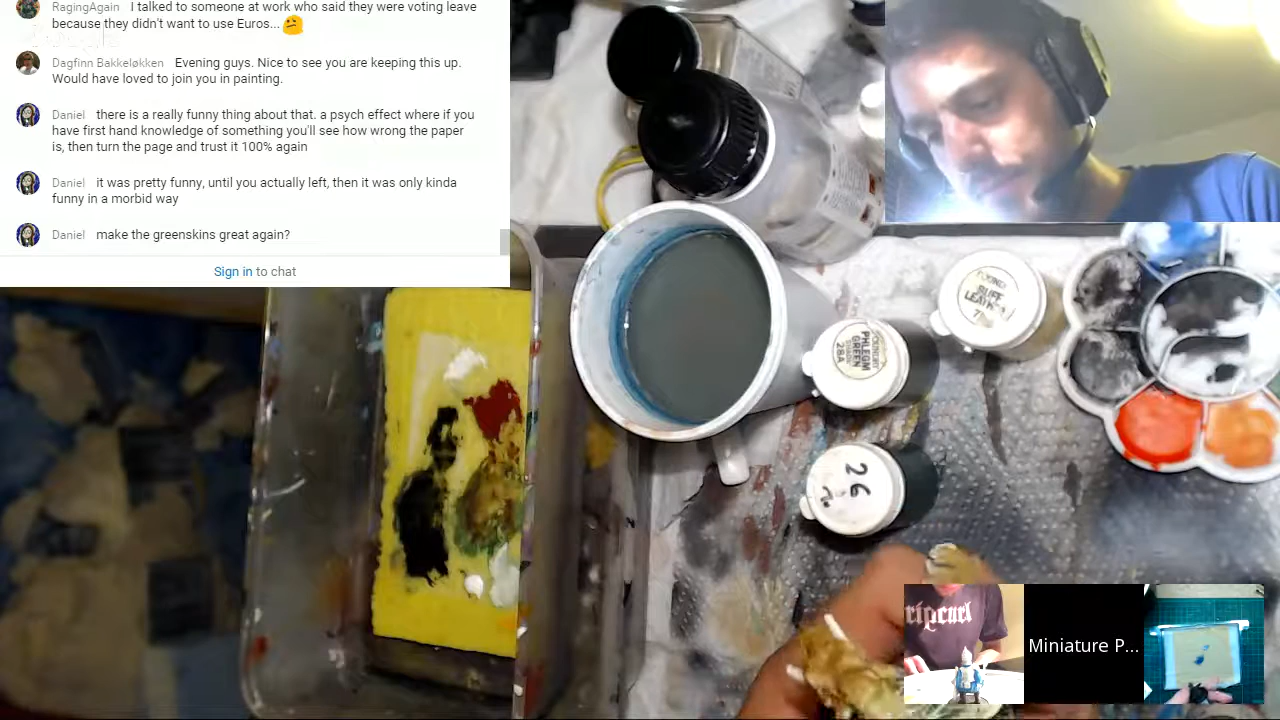 RagingAgain I talked to someone at work who said they were voting leave
because they didn't want to use Euros...
Dagfinn Bakkeløkken Evening guys. Nice to see you are keeping this up.
Would have loved to join you in painting.
Daniel there is a really funny thing about that. a psych effect where if you
have first hand knowledge of something you'll see how wrong the paper
is, then turn the page and trust it 100% again
Daniel it was pretty funny, until you actually left, then it was only kinda
funny in a morbid way
Daniel make the greenskins great again?
Sign in to chat
FOUNDRY
BUFF
LEATHER
FOUNDRY
PHLEGM
GREEN
SHADE
28A
26
ripcurl
Miniature P...